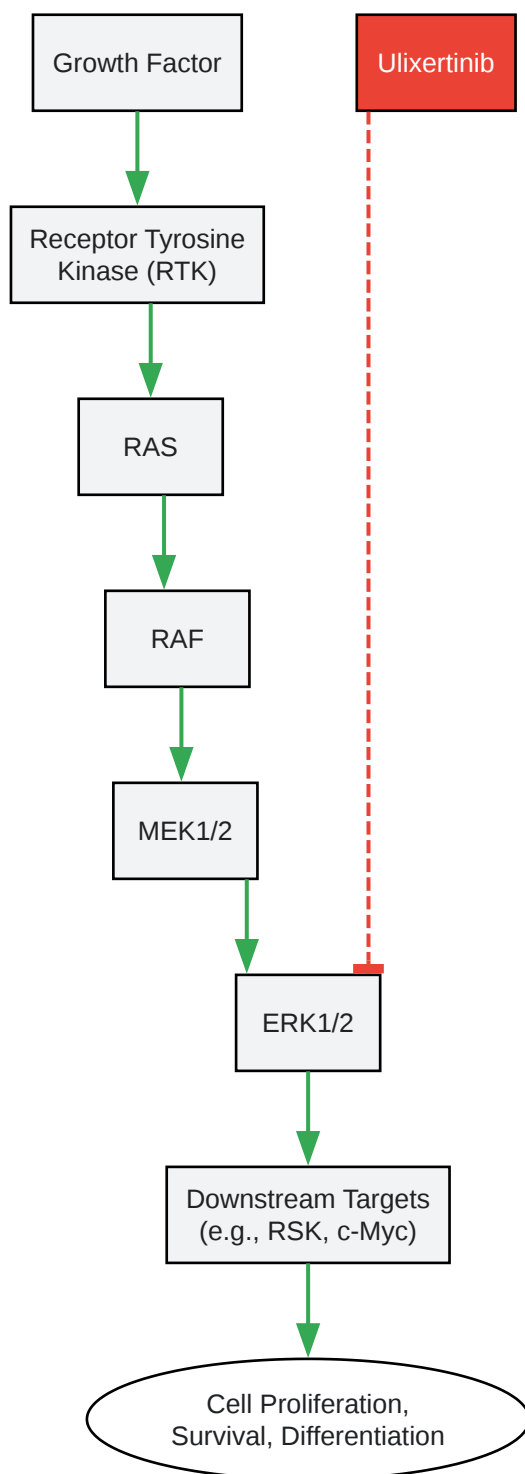 Growth Factor
Ulixertinib
Receptor Tyrosine
Kinase (RTK)
RAS
RAF
MEK1/2
ERK1/2
Downstream Targets
(e.g., RSK, c-Myc)
Cell Proliferation,
Survival, Differentiation